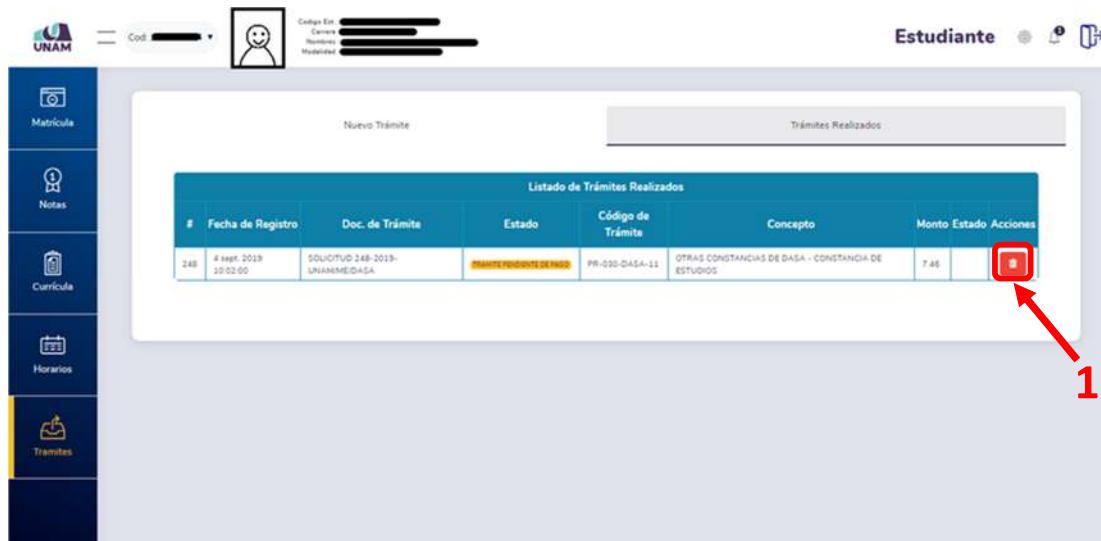 UNAM
Cod.
Codigo Est.
Carrera
Nombres
Modalidad
Estudiante
Matrícula
Notas
Currícula
Horarios
Tramites
Nuevo Trámite
Trámites Realizados
Listado de Trámites Realizados
# Fecha de Registro Doc. de Trámite Estado Código de Trámite Concepto Monto Estado Acciones
248 4 sept. 2019 SOLICITUD 248-2019- TRAMITE PENDIENTE DE PAGO PR-030-DASA-11 OTRAS CONSTANCIAS DE DASA - CONSTANCIA DE 7.46
10:02:00 UNAM/ME/DASA ESTUDIOS
1